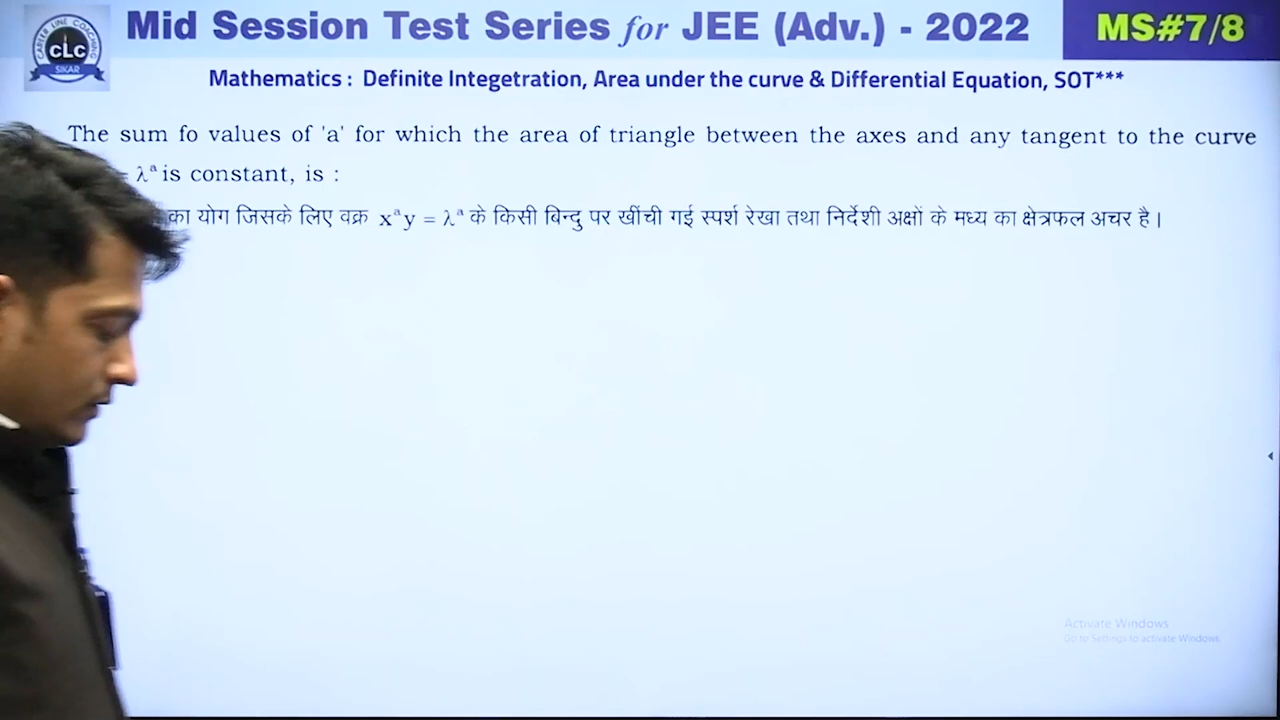 Mid Session Test Series for JEE (Adv.) - 2022
MS#7/8
CAREER LINE COACHING
CLC
SIKAR
Mathematics : Definite Integetration, Area under the curve & Differential Equation, SOT***
The sum fo values of 'a' for which the area of triangle between the axes and any tangent to the curve
= λᵃ is constant, is :
का योग जिसके लिए वक्र xᵃy = λᵃ के किसी बिन्दु पर खींची गई स्पर्श रेखा तथा निर्देशी अक्षों के मध्य का क्षेत्रफल अचर है।
Activate Windows
Go to Settings to activate Windows.